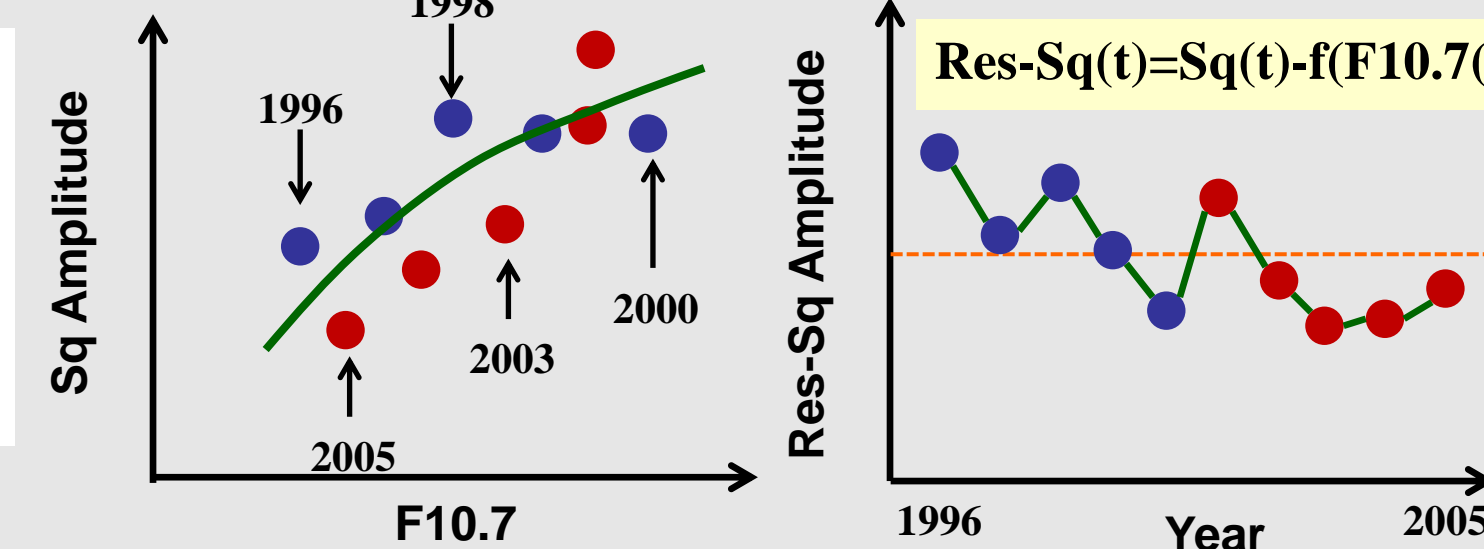 1998
1996
Sq Amplitude
2000
2003
2005
F10.7
Res-Sq(t)=Sq(t)-f(F10.7(
Res-Sq Amplitude
1996
Year
2005